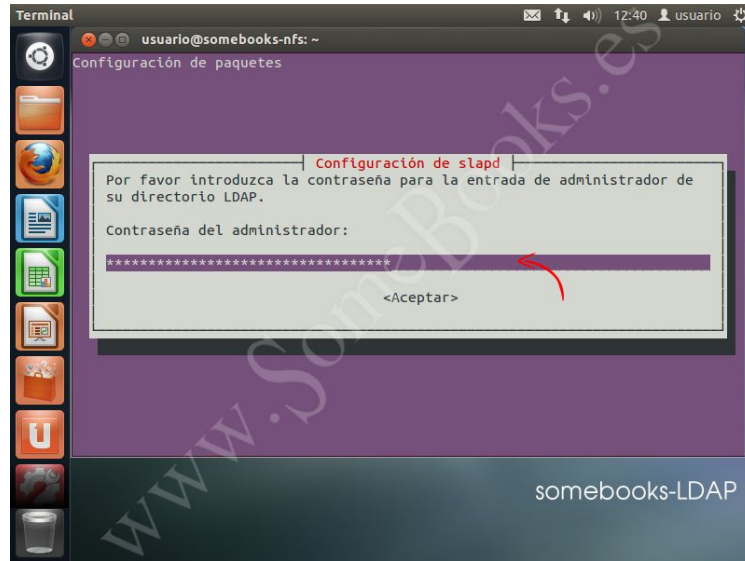 Terminal
12:40 usuario
usuario@somebooks-nfs: ~
Configuración de paquetes
Configuración de slapd
Por favor introduzca la contraseña para la entrada de administrador de
su directorio LDAP.
Contraseña del administrador:
**********************************
<Aceptar>
somebooks-LDAP
www.SomeBooks.es